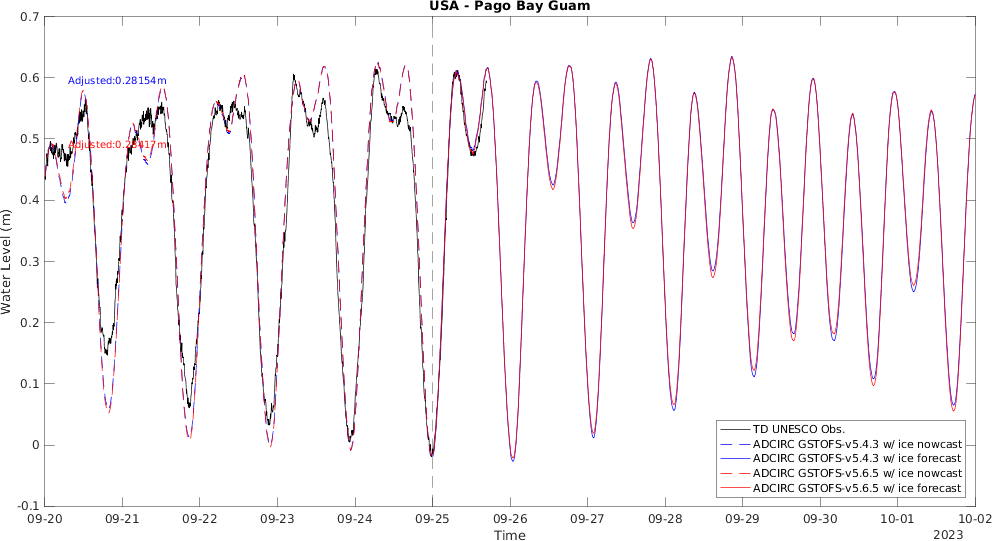 USA - Pago Bay Guam
0.7
0.6
0.5
0.4
0.3
0.2
0.1
0
-0.1
Water Level (m)
Adjusted:0.28154m
Adjusted:0.28417m
TD UNESCO Obs.
ADCIRC GSTOFS-v5.4.3 w/ ice nowcast
ADCIRC GSTOFS-v5.4.3 w/ ice forecast
ADCIRC GSTOFS-v5.6.5 w/ ice nowcast
ADCIRC GSTOFS-v5.6.5 w/ ice forecast
09-20 09-21 09-22 09-23 09-24 09-25 09-26 09-27 09-28 09-29 09-30 10-01 10-02
Time
2023